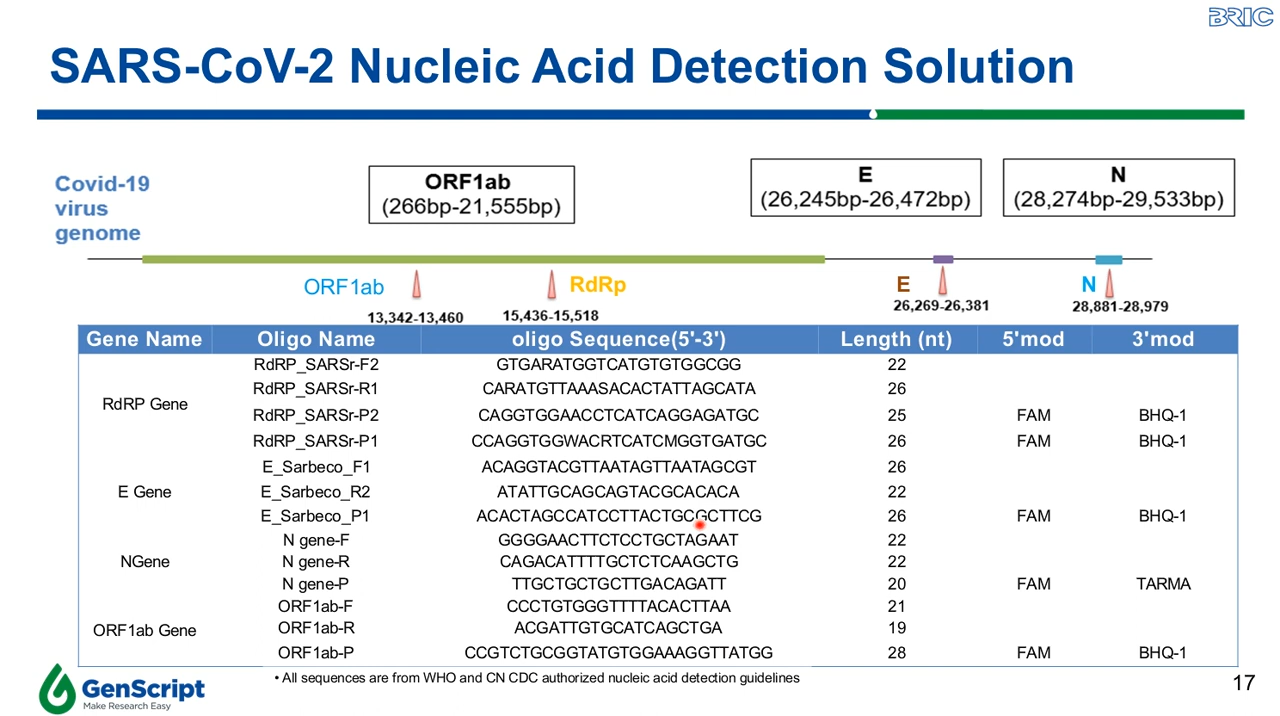 BRIC
SARS-CoV-2 Nucleic Acid Detection Solution
Covid-19
virus
genome
ORF1ab
(266bp-21,555bp)
E
(26,245bp-26,472bp)
N
(28,274bp-29,533bp)
ORF1ab
RdRp
E
N
13,342-13,460
15,436-15,518
26,269-26,381
28,881-28,979
Gene Name Oligo Name oligo Sequence(5'-3') Length (nt) 5'mod 3'mod
RdRP Gene
RdRP_SARSr-F2 GTGARATGGTCATGTGTGGCGG 22
RdRP_SARSr-R1 CARATGTTAAASACACTATTAGCATA 26
RdRP_SARSr-P2 CAGGTGGAACCTCATCAGGAGATGC 25 FAM BHQ-1
RdRP_SARSr-P1 CCAGGTGGWACRTCATCMGGTGATGC 26 FAM BHQ-1
E Gene
E_Sarbeco_F1 ACAGGTACGTTAATAGTTAATAGCGT 26
E_Sarbeco_R2 ATATTGCAGCAGTACGCACACA 22
E_Sarbeco_P1 ACACTAGCCATCCTTACTGCGCTTCG 26 FAM BHQ-1
NGene
N gene-F GGGGAACTTCTCCTGCTAGAAT 22
N gene-R CAGACATTTTGCTCTCAAGCTG 22
N gene-P TTGCTGCTGCTTGACAGATT 20 FAM TARMA
ORF1ab Gene
ORF1ab-F CCCTGTGGGTTTTACACTTAA 21
ORF1ab-R ACGATTGTGCATCAGCTGA 19
ORF1ab-P CCGTCTGCGGTATGTGGAAAGGTTATGG 28 FAM BHQ-1
• All sequences are from WHO and CN CDC authorized nucleic acid detection guidelines
GenScript
Make Research Easy
17